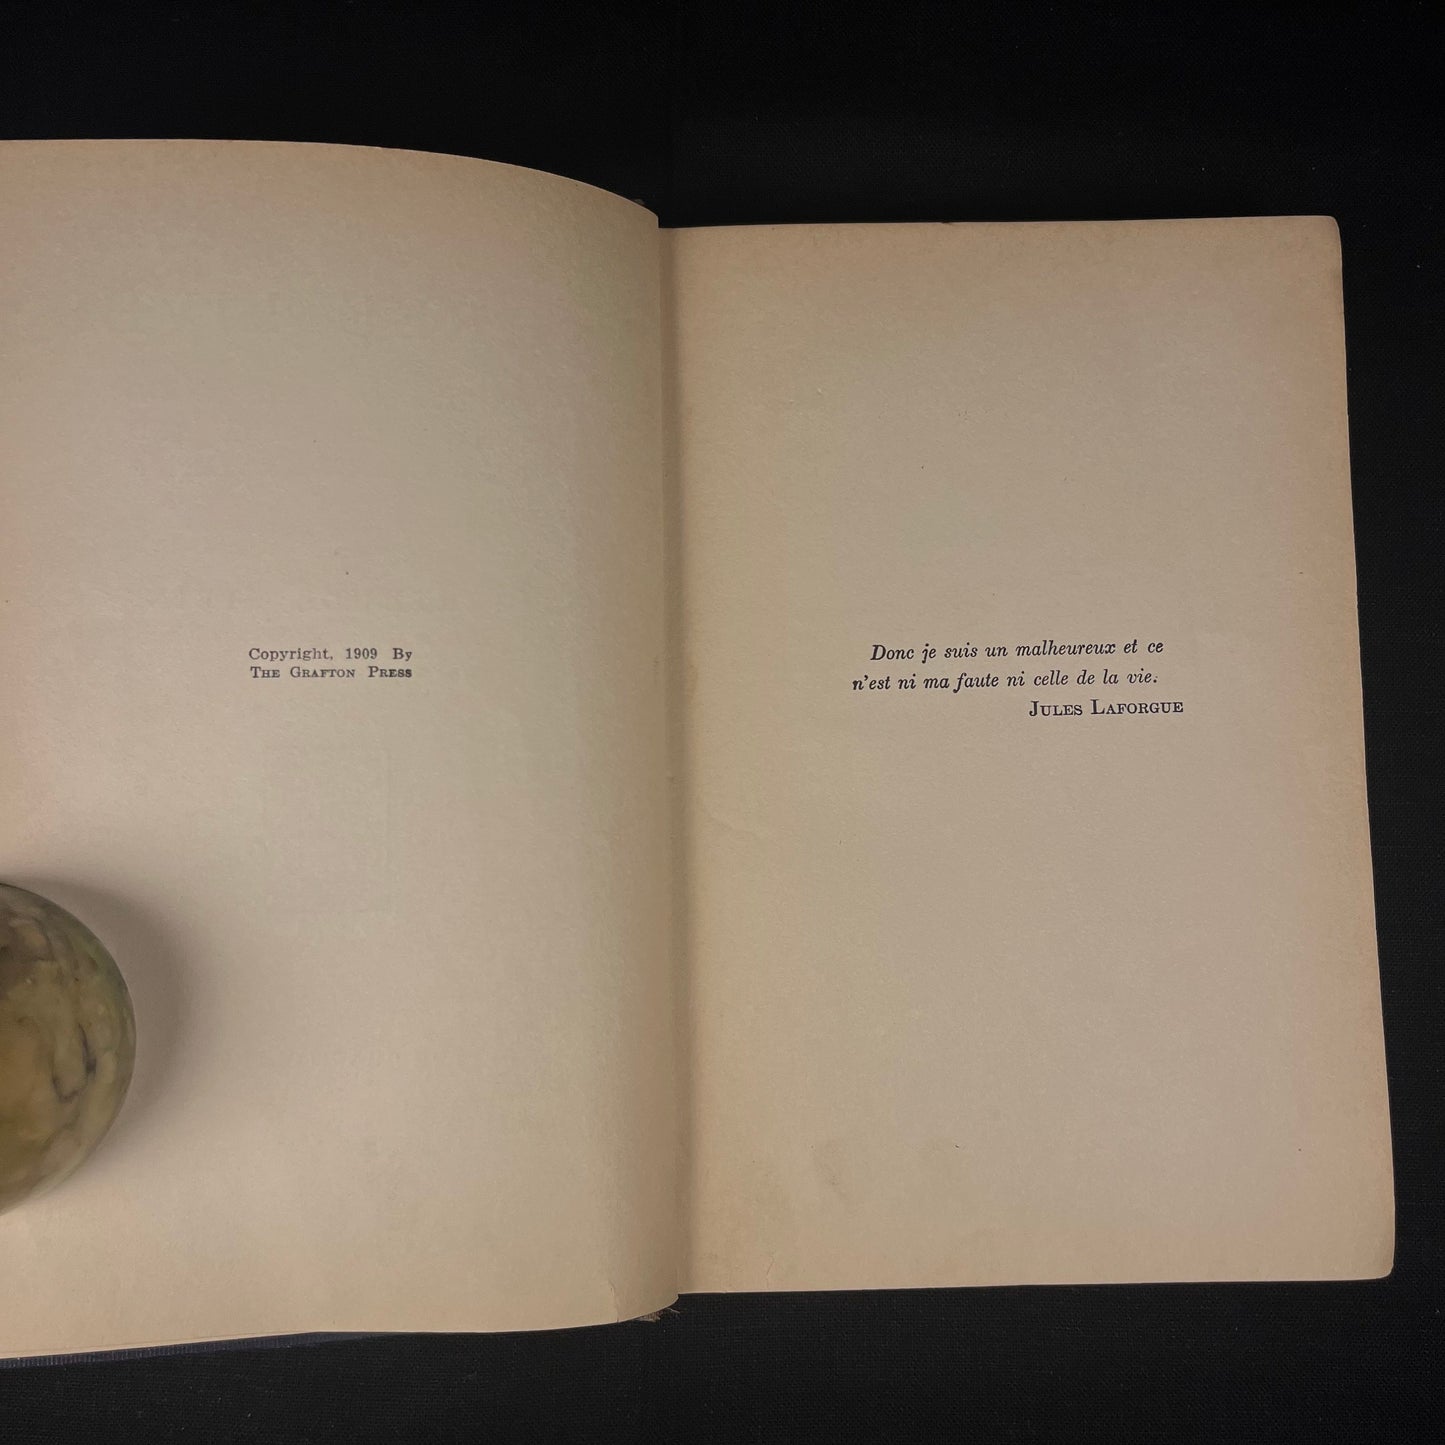 Copyright, 1909 By
THE GRAFTON PRESS
Donc je suis un malheureux et ce
n'est ni ma faute ni celle de la vie.
JULES LAFORGUE